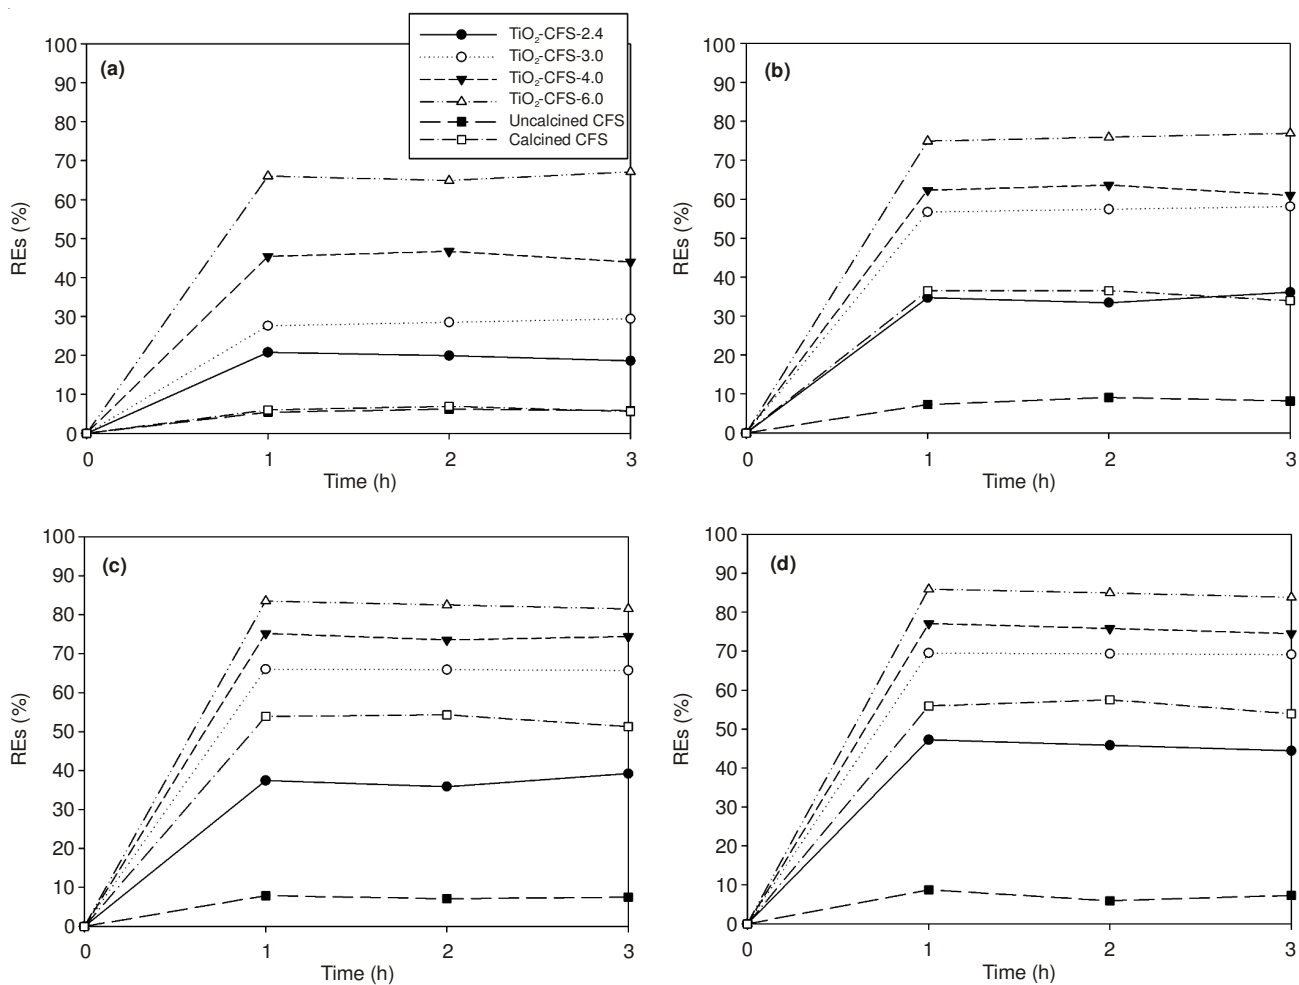 (a)
TiO₂-CFS-2.4
TiO₂-CFS-3.0
TiO₂-CFS-4.0
TiO₂-CFS-6.0
Uncalcined CFS
Calcined CFS
100
90
80
70
60
50
40
30
20
10
0
REs (%)
0 1 2 3
Time (h)
(b)
100
90
80
70
60
50
40
30
20
10
0
REs (%)
0 1 2 3
Time (h)
(c)
100
90
80
70
60
50
40
30
20
10
0
REs (%)
0 1 2 3
Time (h)
(d)
100
90
80
70
60
50
40
30
20
10
0
REs (%)
0 1 2 3
Time (h)